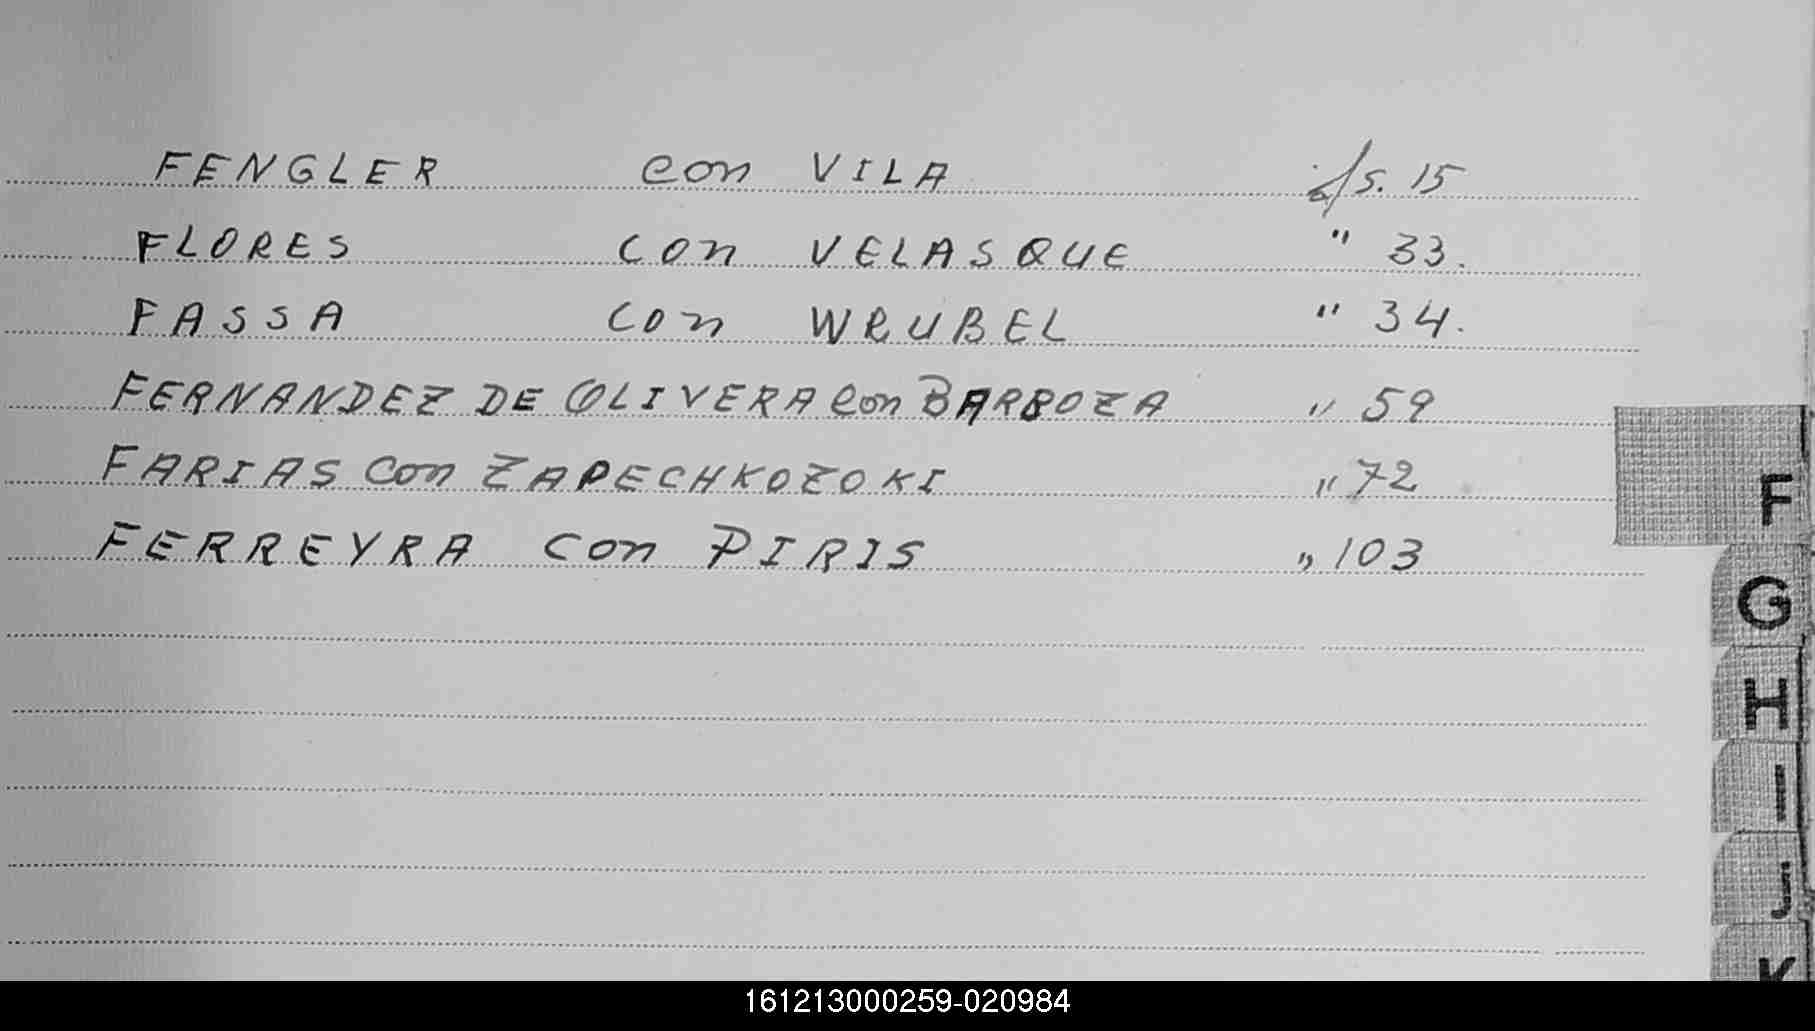 FENGLER con VILA fs. 15
FLORES con VELASQUE " 33.
FASSA con WRUBEL " 34.
FERNANDEZ DE OLIVERA con BARBOZA " 59
FARIAS con ZAPECHKOZOKI " 72
FERREYRA con PIRIS " 103
F
G
H
I
J
K
161213000259-020984